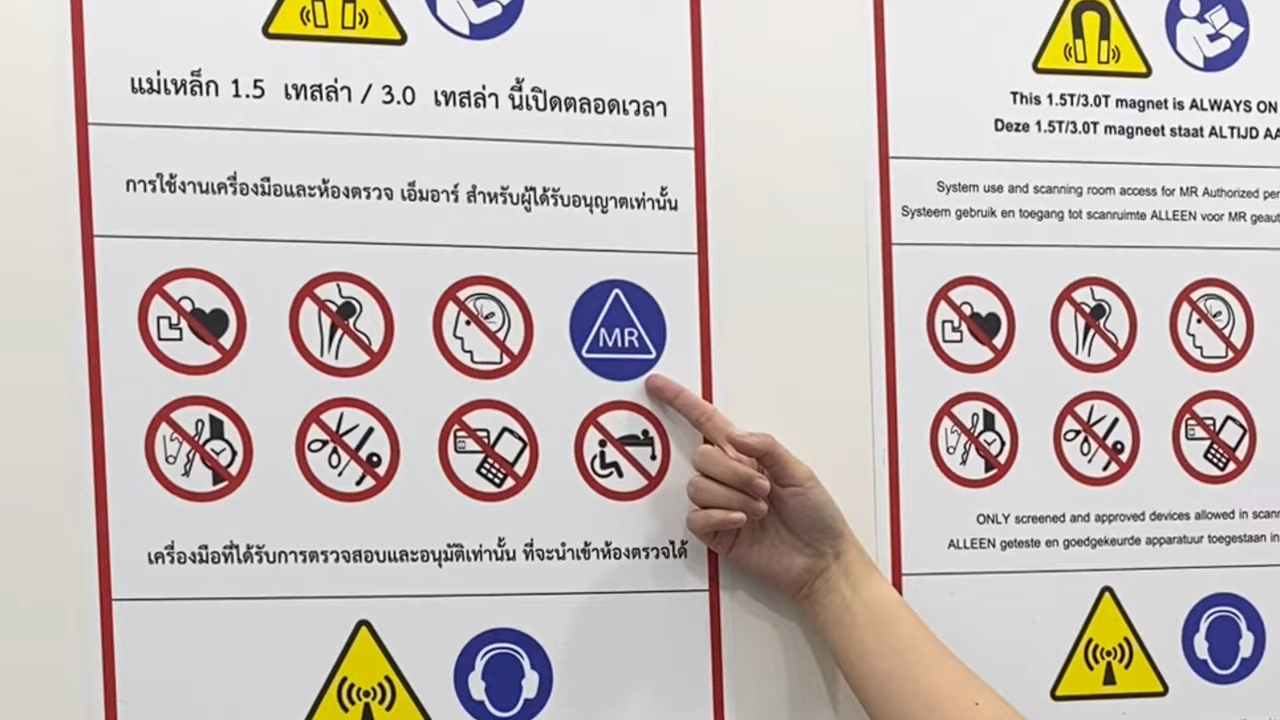 แม่เหล็ก 1.5 เทสล่า / 3.0 เทสล่า นี้เปิดตลอดเวลา
การใช้งานเครื่องมือและห้องตรวจ เอ็มอาร์ สำหรับผู้ได้รับอนุญาตเท่านั้น
MR
เครื่องมือที่ได้รับการตรวจสอบและอนุมัติเท่านั้น ที่จะนำเข้าห้องตรวจได้
This 1.5T/3.0T magnet is ALWAYS ON
Deze 1.5T/3.0T magneet staat ALTIJD
System use and scanning room access for MR Authorized
Systeem gebruik en toegang tot scanruimte ALLEEN voor MR
ONLY screened and approved devices allowed in
ALLEEN geteste en goedgekeurde apparatuur toegestaan in